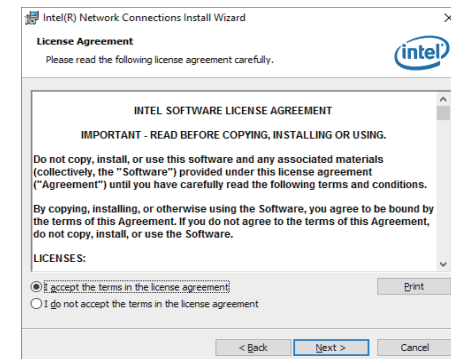 Intel(R) Network Connections Install Wizard
License Agreement
Please read the following license agreement carefully.
intel
INTEL SOFTWARE LICENSE AGREEMENT
IMPORTANT - READ BEFORE COPYING, INSTALLING OR USING.
Do not copy, install, or use this software and any associated materials
(collectively, the "Software") provided under this license agreement
("Agreement") until you have carefully read the following terms and conditions.
By copying, installing, or otherwise using the Software, you agree to be bound by
the terms of this Agreement. If you do not agree to the terms of this Agreement,
do not copy, install, or use the Software.
LICENSES:
I accept the terms in the license agreement
Print
I do not accept the terms in the license agreement
< Back
Next >
Cancel